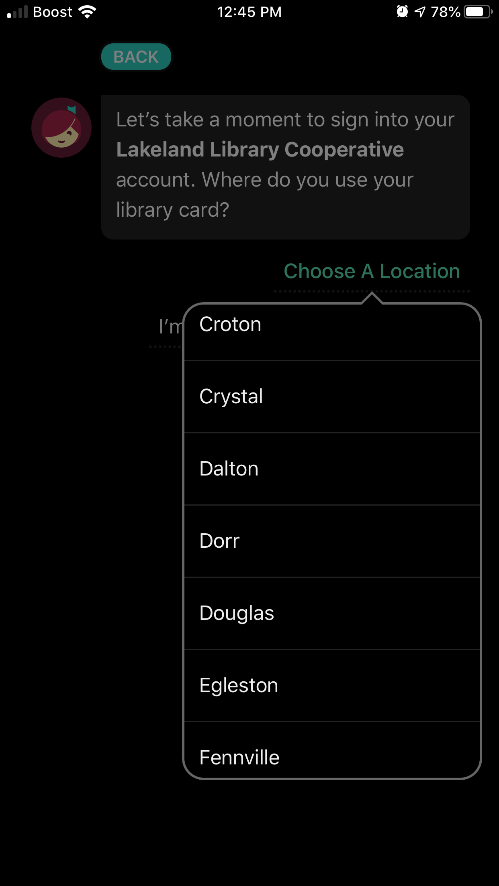 Boost 12:45 PM 78%
BACK
Let’s take a moment to sign into your
Lakeland Library Cooperative
account. Where do you use your
library card?
Choose A Location
I’m
Croton
Crystal
Dalton
Dorr
Douglas
Egleston
Fennville